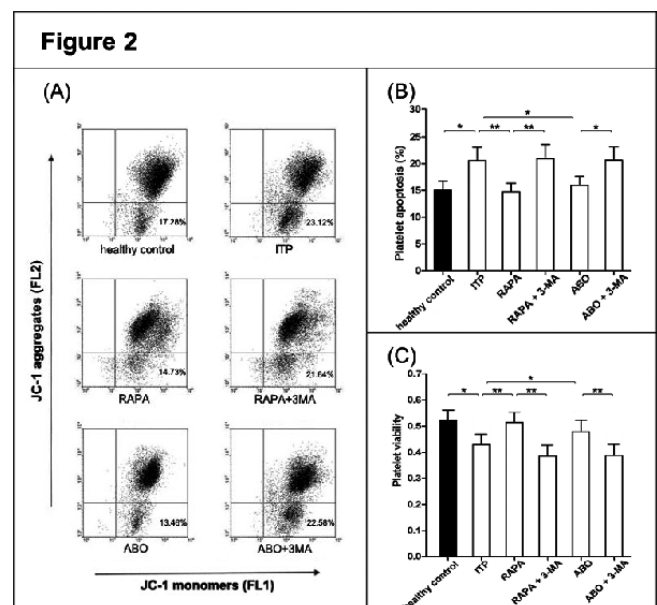 Figure 2
(A)
JC-1 aggregates (FL2)
17.28%
healthy control
23.12%
ITP
14.73%
RAPA
21.64%
RAPA+3MA
13.46%
ABO
22.58%
ABO+3MA
JC-1 monomers (FL1)
(B)
Platelet apoptosis (%)
30
25
20
15
10
5
0
* ** ** * *
healthy control
ITP
RAPA
RAPA + 3-MA
ABO
ABO + 3-MA
(C)
Platelet viability
0.7
0.6
0.5
0.4
0.3
0.2
0.1
0.0
* ** ** * **
healthy control
ITP
RAPA
RAPA + 3-MA
ABO
ABO + 3-MA